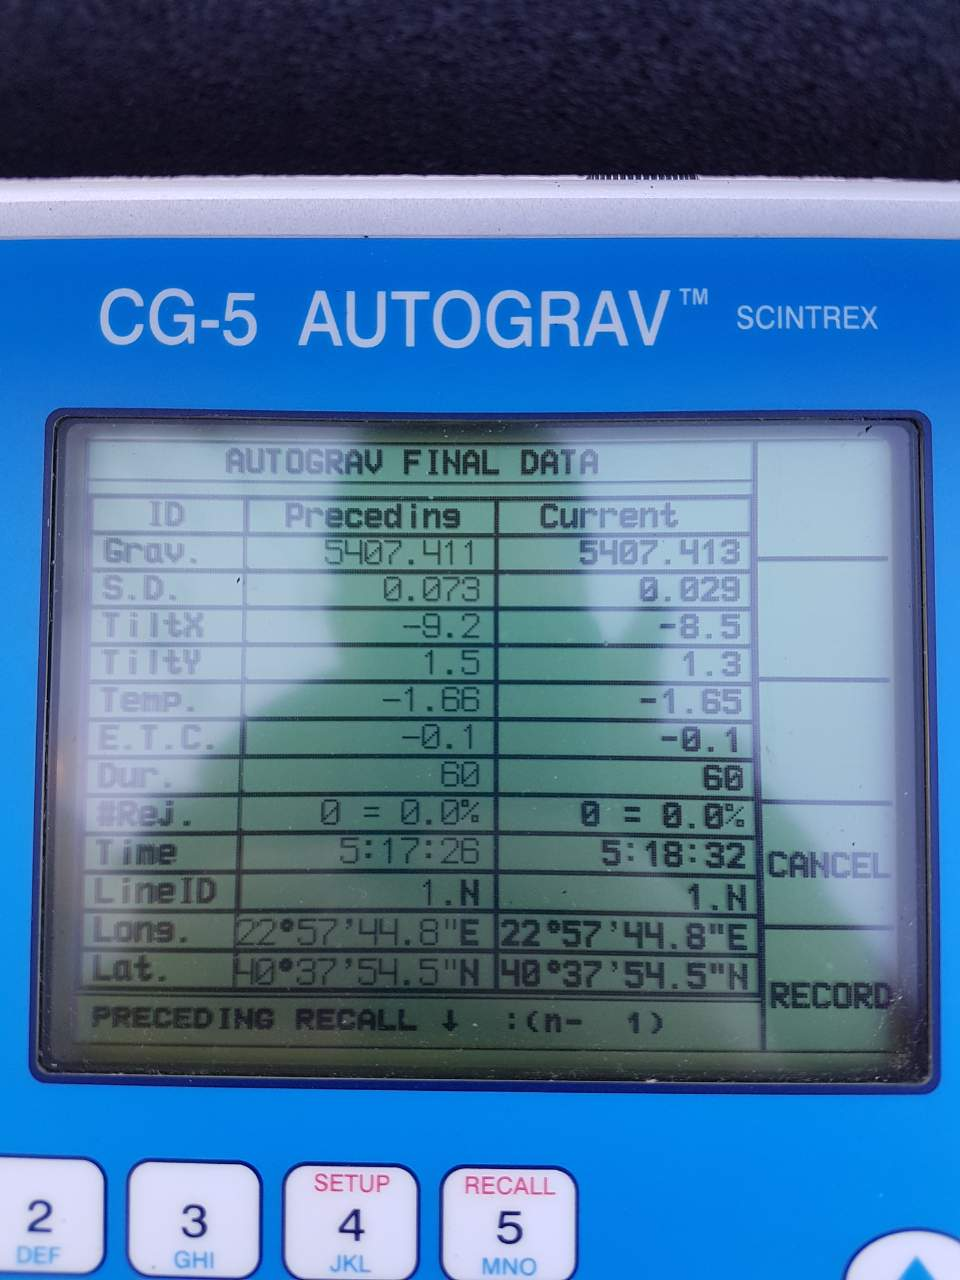 CG-5 AUTOGRAV™ SCINTREX
AUTOGRAV FINAL DATA
ID Preceding Current
Grav. 5407.411 5407.413
S.D. 0.073 0.029
TiltX -9.2 -8.5
TiltY 1.5 1.3
Temp. -1.66 -1.65
E.T.C. -0.1 -0.1
Dur. 60 60
#Rej. 0 = 0.0% 0 = 0.0%
Time 5:17:26 5:18:32
CANCEL
LineID 1.N 1.N
Long. 22°57'44.8"E 22°57'44.8"E
Lat. 40°37'54.5"N 40°37'54.5"N
RECORD
PRECEDING RECALL ↓ :(n- 1)
SETUP RECALL
2 3 4 5
DEF GHI JKL MNO